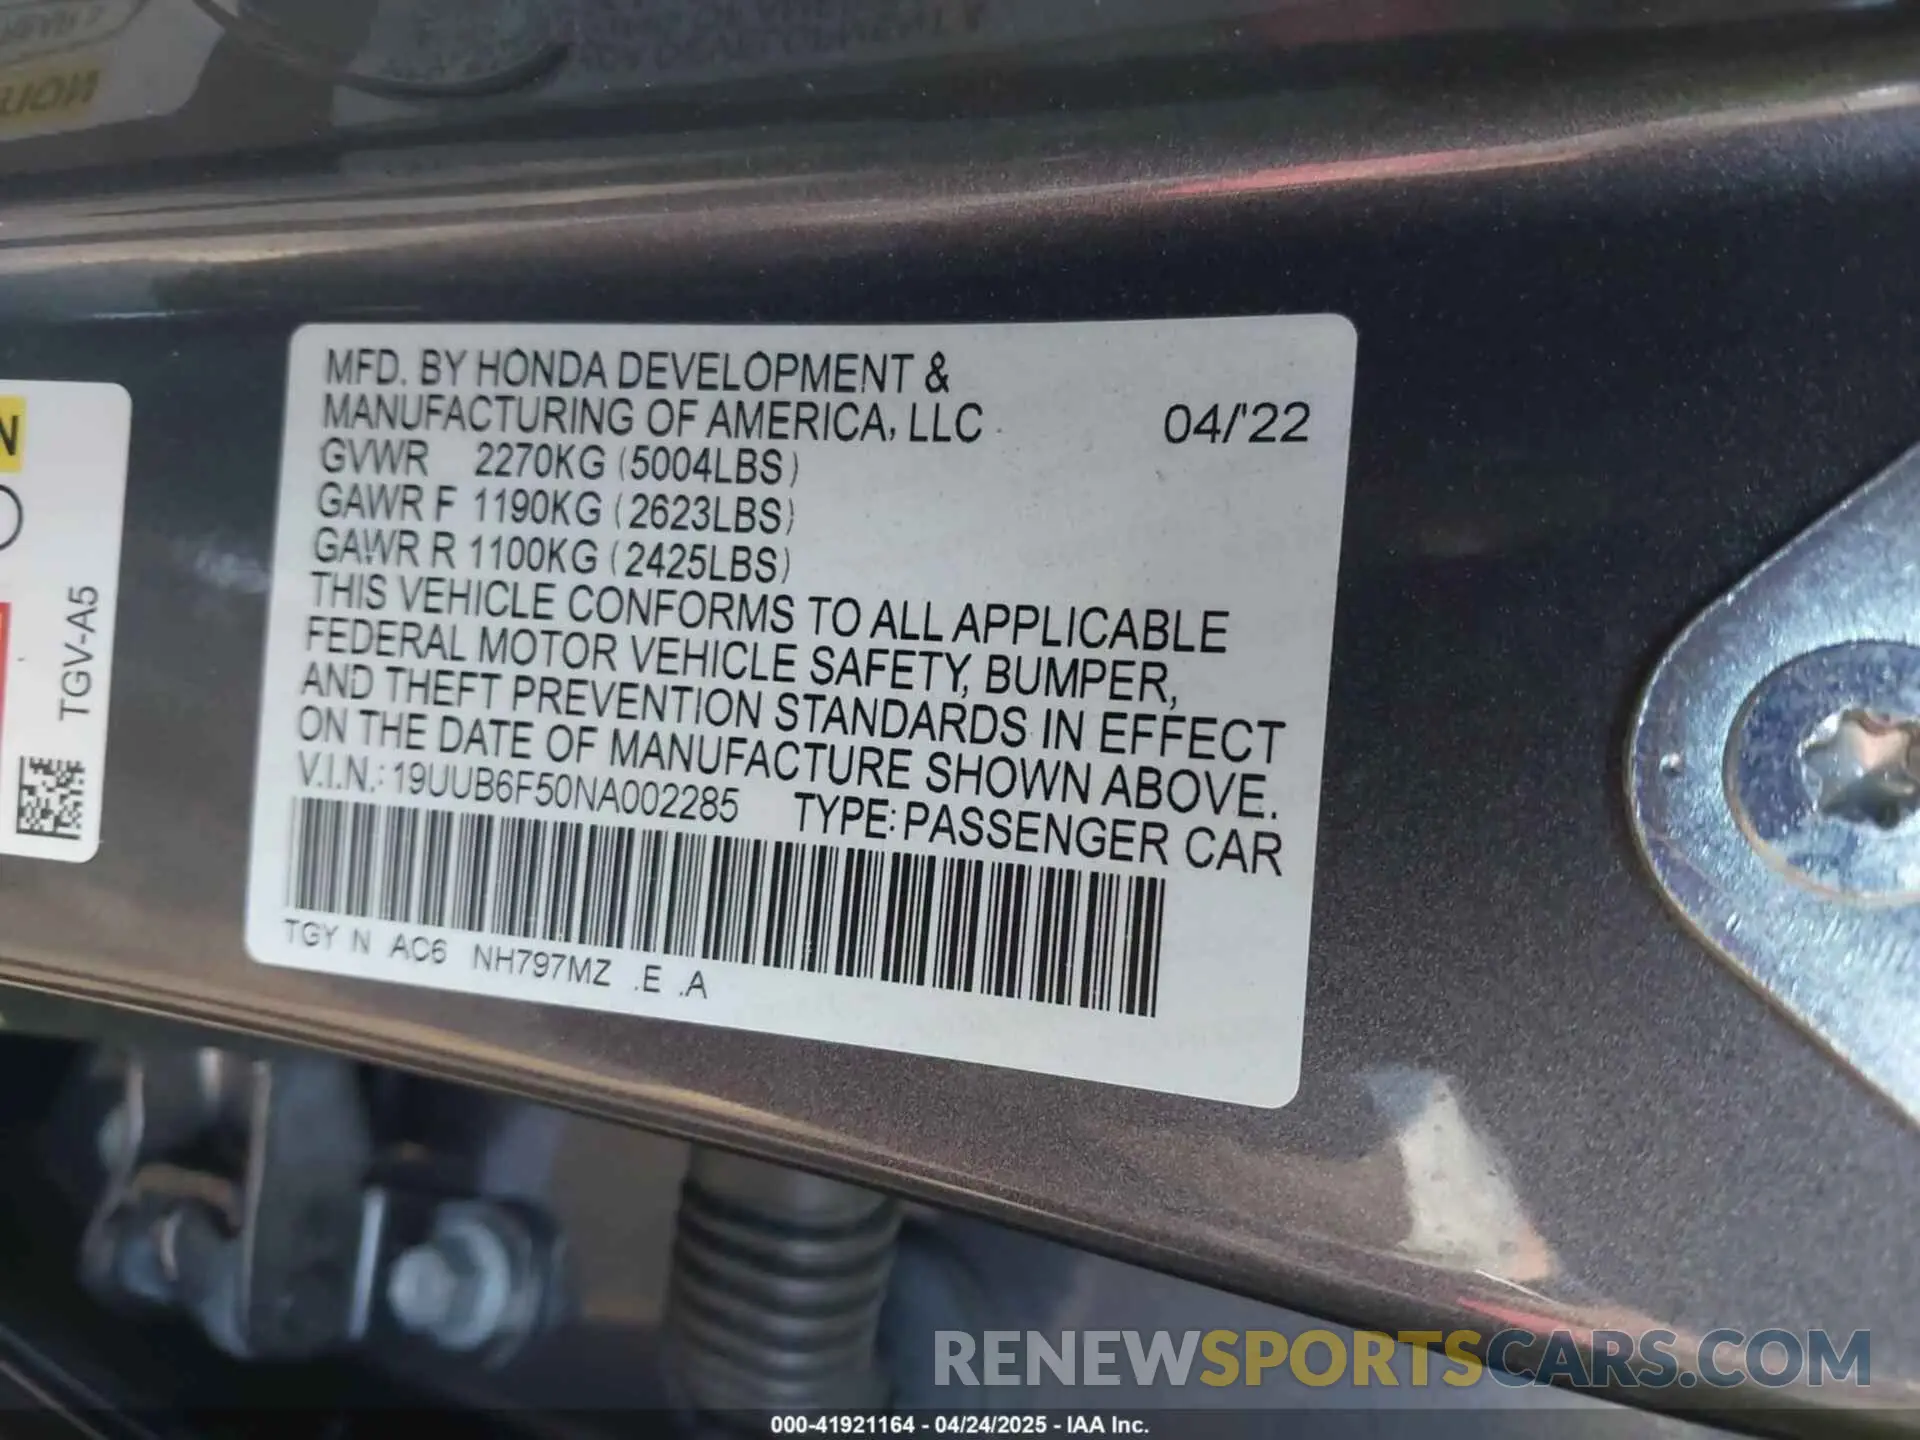 MFD. BY HONDA DEVELOPMENT &
MANUFACTURING OF AMERICA, LLC 04/'22
GVWR 2270KG (5004LBS)
GAWR F 1190KG (2623LBS)
GAWR R 1100KG (2425LBS)
THIS VEHICLE CONFORMS TO ALL APPLICABLE
FEDERAL MOTOR VEHICLE SAFETY, BUMPER,
AND THEFT PREVENTION STANDARDS IN EFFECT
ON THE DATE OF MANUFACTURE SHOWN ABOVE.
V.I.N.: 19UUB6F50NA002285 TYPE: PASSENGER CAR
TGY N AC6 NH797MZ .E .A
TGV-A5
RENEWSPORTSCARS.COM
000-41921164 - 04/24/2025 - IAA Inc.